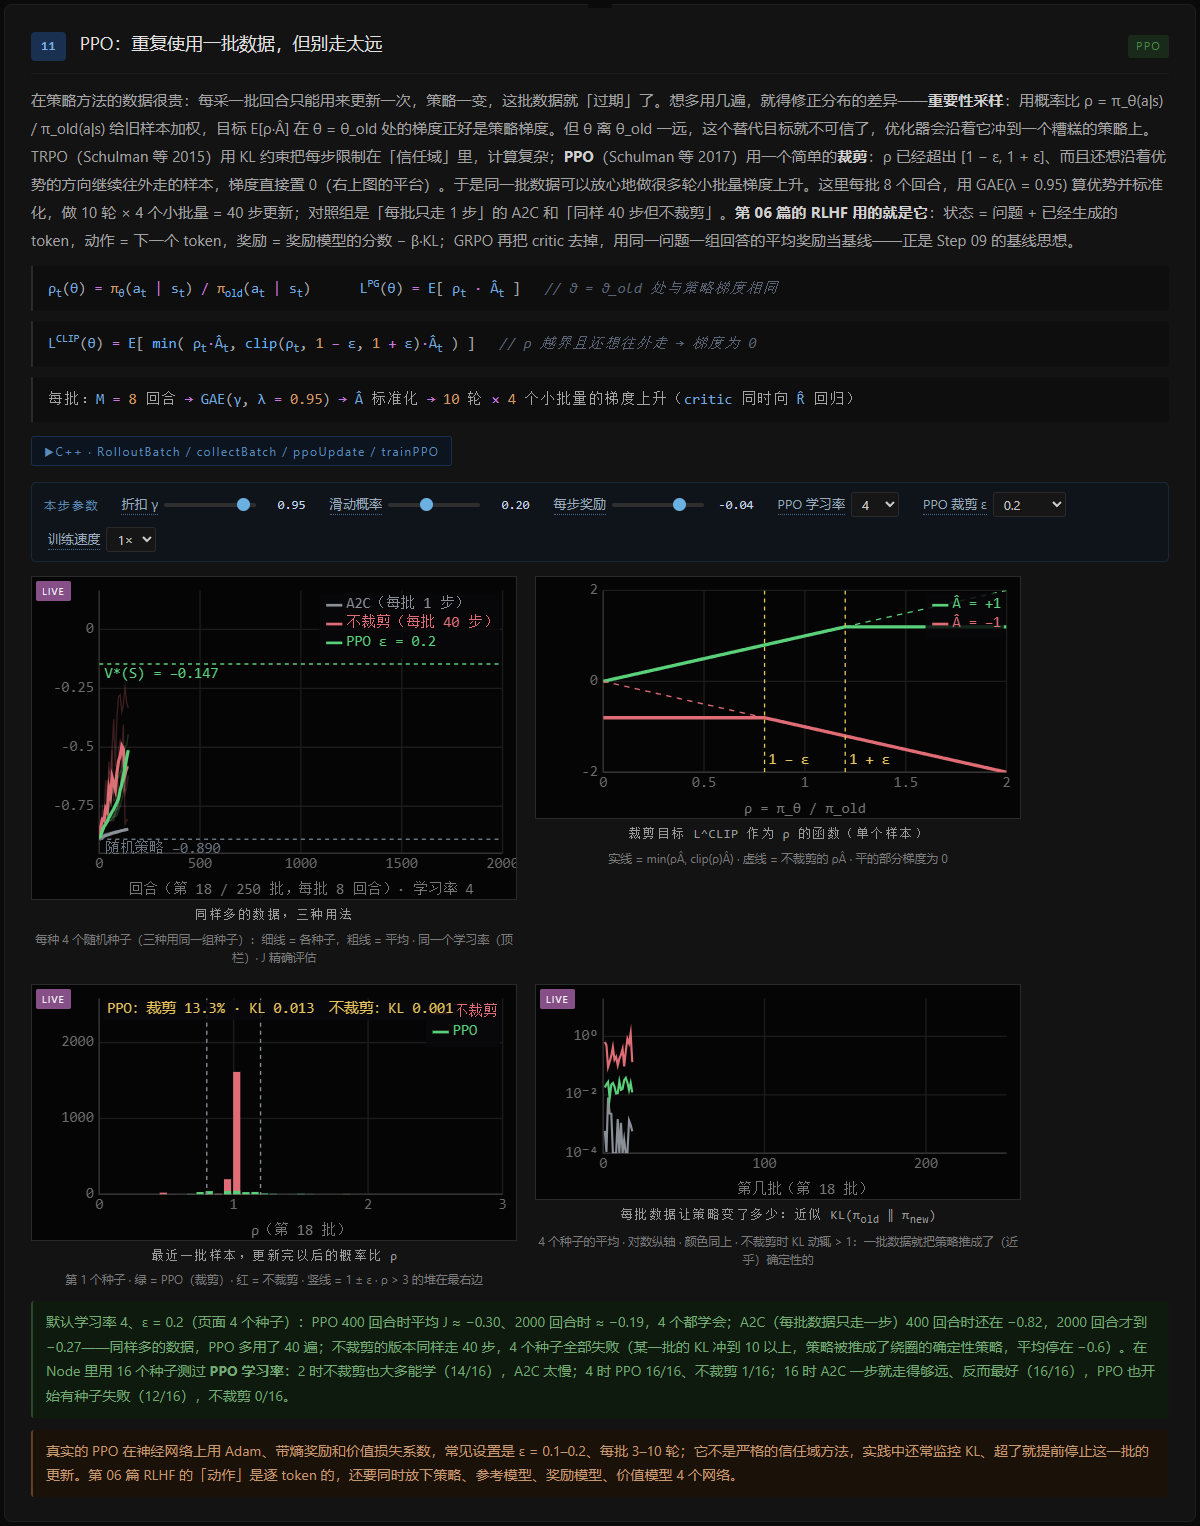 11 PPO：重复使用一批数据，但别走太远 PPO
在策略方法的数据很贵：每采一批回合只能用来更新一次，策略一变，这批数据就「过期」了。想多用几遍，就得修正分布的差异——重要性采样：用概率比 ρ = π_θ(a|s)
/ π_old(a|s) 给旧样本加权，目标 E[ρ·Â] 在 θ = θ_old 处的梯度正好是策略梯度。但 θ 离 θ_old 一远，这个替代目标就不可信了，优化器会沿着它冲到一个糟糕的策略上。
TRPO（Schulman 等 2015）用 KL 约束把每步限制在「信任域」里，计算复杂；PPO（Schulman 等 2017）用一个简单的裁剪：ρ 已经超出 [1 − ε, 1 + ε]、而且还想沿着优
势的方向继续往外走的样本，梯度直接置 0（右上图的平台）。于是同一批数据可以放心地做很多轮小批量梯度上升。这里每批 8 个回合，用 GAE(λ = 0.95) 算优势并标准
化，做 10 轮 × 4 个小批量 = 40 步更新；对照组是「每批只走 1 步」的 A2C 和「同样 40 步但不裁剪」。第 06 篇的 RLHF 用的就是它：状态 = 问题 + 已经生成的
token，动作 = 下一个 token，奖励 = 奖励模型的分数 − β·KL；GRPO 再把 critic 去掉，用同一问题一组回答的平均奖励当基线——正是 Step 09 的基线思想。
ρt(θ) = πθ(at | st) / πold(at | st) LPG(θ) = E[ ρt · Ât ] // θ = θ_old 处与策略梯度相同
LCLIP(θ) = E[ min( ρt·Ât, clip(ρt, 1 − ε, 1 + ε)·Ât ) ] // ρ 越界且还想往外走 → 梯度为 0
每批：M = 8 回合 → GAE(γ, λ = 0.95) → Â 标准化 → 10 轮 × 4 个小批量的梯度上升（critic 同时向 R̂ 回归）
▶C++ · RolloutBatch / collectBatch / ppoUpdate / trainPPO
本步参数 折扣 γ 0.95 滑动概率 0.20 每步奖励 -0.04 PPO 学习率 4 PPO 裁剪 ε 0.2
训练速度 1×
LIVE
A2C（每批 1 步）
不裁剪（每批 40 步）
PPO ε = 0.2
V*(S) = −0.147
随机策略 −0.890
0
-0.25
-0.5
-0.75
0 500 1000 1500 2000
回合（第 18 / 250 批，每批 8 回合）· 学习率 4
同样多的数据，三种用法
每种 4 个随机种子（三种用同一组种子）：细线 = 各种子，粗线 = 平均 · 同一个学习率（顶
栏）· J 精确评估
Â = +1
Â = −1
2
0
-2
1 − ε 1 + ε
0 0.5 1 1.5 2
ρ = π_θ / π_old
裁剪目标 L^CLIP 作为 ρ 的函数（单个样本）
实线 = min(ρÂ, clip(ρ)Â) · 虚线 = 不裁剪的 ρÂ · 平的部分梯度为 0
LIVE
PPO：裁剪 13.3% · KL 0.013 不裁剪：KL 0.001
不裁剪
PPO
2000
1000
0
0 1 2 3
ρ（第 18 批）
最近一批样本，更新完以后的概率比 ρ
第 1 个种子 · 绿 = PPO（裁剪）· 红 = 不裁剪 · 竖线 = 1 ± ε · ρ > 3 的堆在最右边
LIVE
10⁰
10⁻²
10⁻⁴
0 100 200
第几批（第 18 批）
每批数据让策略变了多少：近似 KL(πold ‖ πnew)
4 个种子的平均 · 对数纵轴 · 颜色同上 · 不裁剪时 KL 动辄 > 1：一批数据就把策略推成了（近
乎）确定性的
默认学习率 4、ε = 0.2（页面 4 个种子）：PPO 400 回合时平均 J ≈ −0.30、2000 回合时 ≈ −0.19，4 个都学会；A2C（每批数据只走一步）400 回合时还在 −0.82，2000 回合才到
−0.27——同样多的数据，PPO 多用了 40 遍；不裁剪的版本同样走 40 步，4 个种子全部失败（某一批的 KL 冲到 10 以上，策略被推成了绕圈的确定性策略，平均停在 −0.6）。在
Node 里用 16 个种子测过 PPO 学习率：2 时不裁剪也大多能学（14/16），A2C 太慢；4 时 PPO 16/16、不裁剪 1/16；16 时 A2C 一步就走得够远、反而最好（16/16），PPO 也开
始有种子失败（12/16），不裁剪 0/16。
真实的 PPO 在神经网络上用 Adam、带熵奖励和价值损失系数，常见设置是 ε = 0.1–0.2、每批 3–10 轮；它不是严格的信任域方法，实践中还常监控 KL、超了就提前停止这一批的
更新。第 06 篇 RLHF 的「动作」是逐 token 的，还要同时放下策略、参考模型、奖励模型、价值模型 4 个网络。